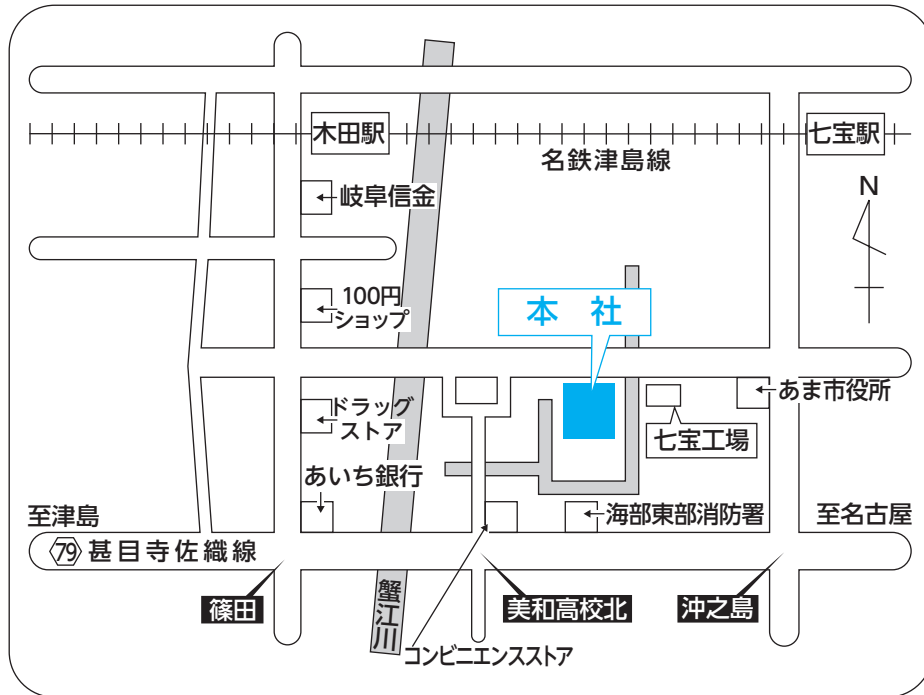 木田駅
七宝駅
名鉄津島線
岐阜信金
N
100円
ショップ
本 社
あま市役所
ドラッグ
ストア
七宝工場
あいち銀行
至津島
海部東部消防署
至名古屋
79 甚目寺佐織線
篠田
蟹江川
美和高校北
沖之島
コンビニエンスストア